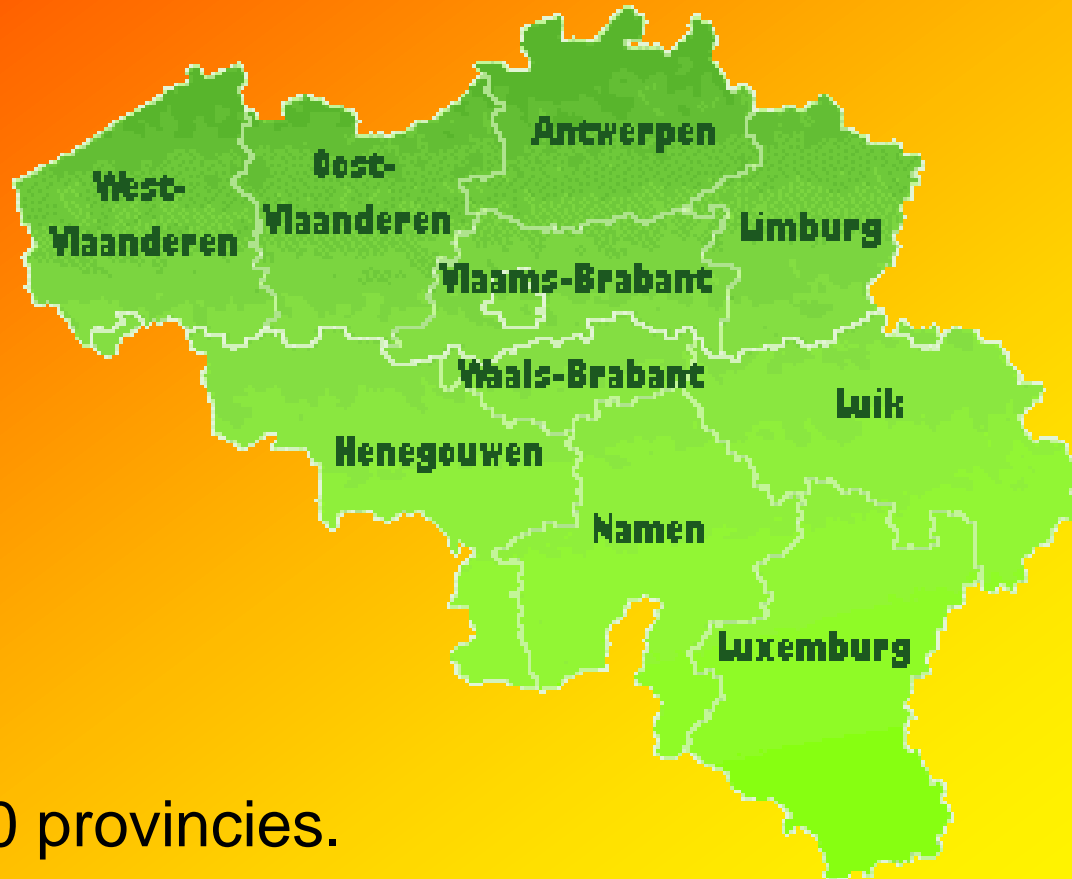 Antwerpen
West-
Vlaanderen
Oost-
Vlaanderen
Limburg
Vlaams-Brabant
Waals-Brabant
Luik
Henegouwen
Namen
Luxemburg
0 provincies.